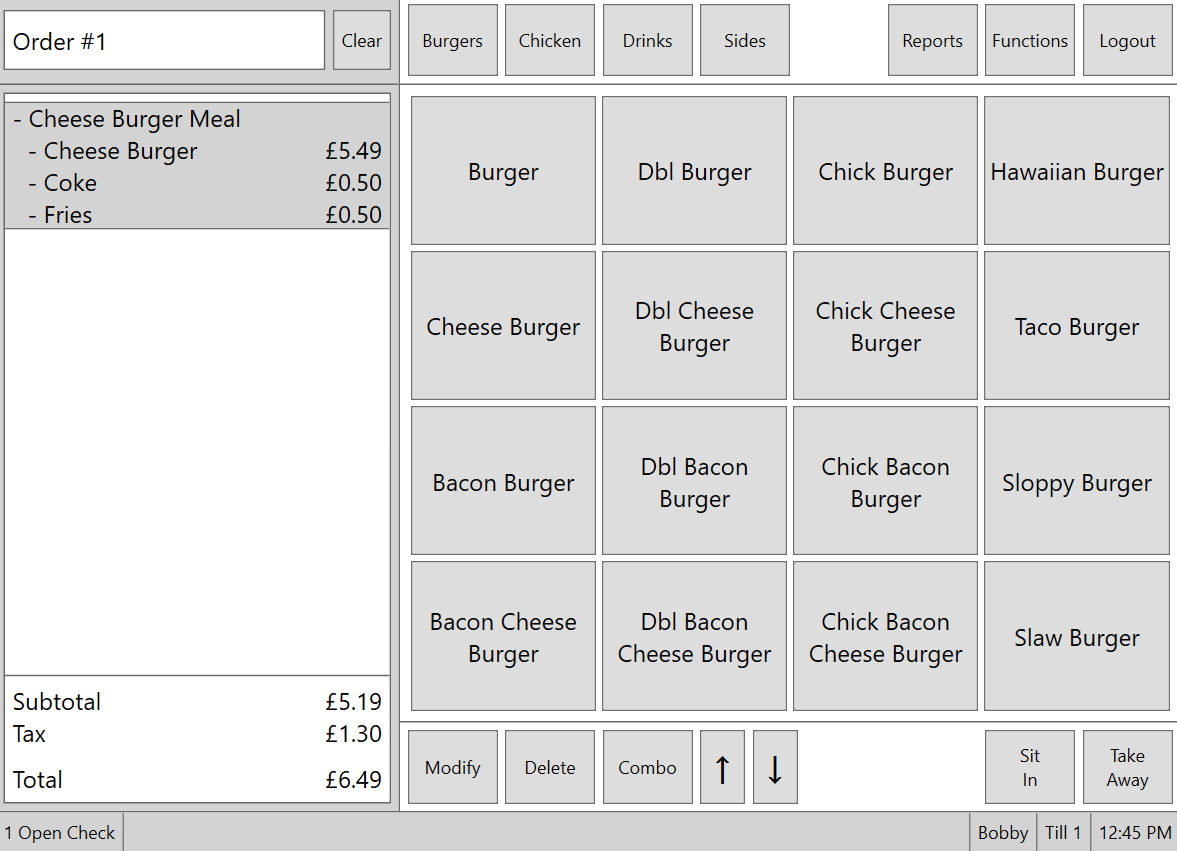 Order #1
Clear
Burgers
Chicken
Drinks
Sides
Reports
Functions
Logout
- Cheese Burger Meal
- Cheese Burger £5.49
- Coke £0.50
- Fries £0.50
Subtotal £5.19
Tax £1.30
Total £6.49
Burger
Dbl Burger
Chick Burger
Hawaiian Burger
Cheese Burger
Dbl Cheese
Burger
Chick Cheese
Burger
Taco Burger
Bacon Burger
Dbl Bacon
Burger
Chick Bacon
Burger
Sloppy Burger
Bacon Cheese
Burger
Dbl Bacon
Cheese Burger
Chick Bacon
Cheese Burger
Slaw Burger
Modify
Delete
Combo
↑
↓
Sit
In
Take
Away
1 Open Check
Bobby
Till 1
12:45 PM